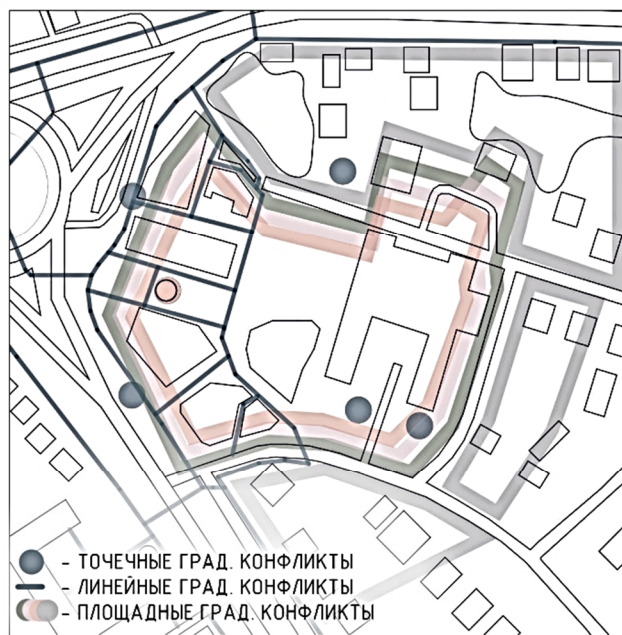 - ТОЧЕЧНЫЕ ГРАД. КОНФЛИКТЫ
- ЛИНЕЙНЫЕ ГРАД. КОНФЛИКТЫ
- ПЛОЩАДНЫЕ ГРАД. КОНФЛИКТЫ